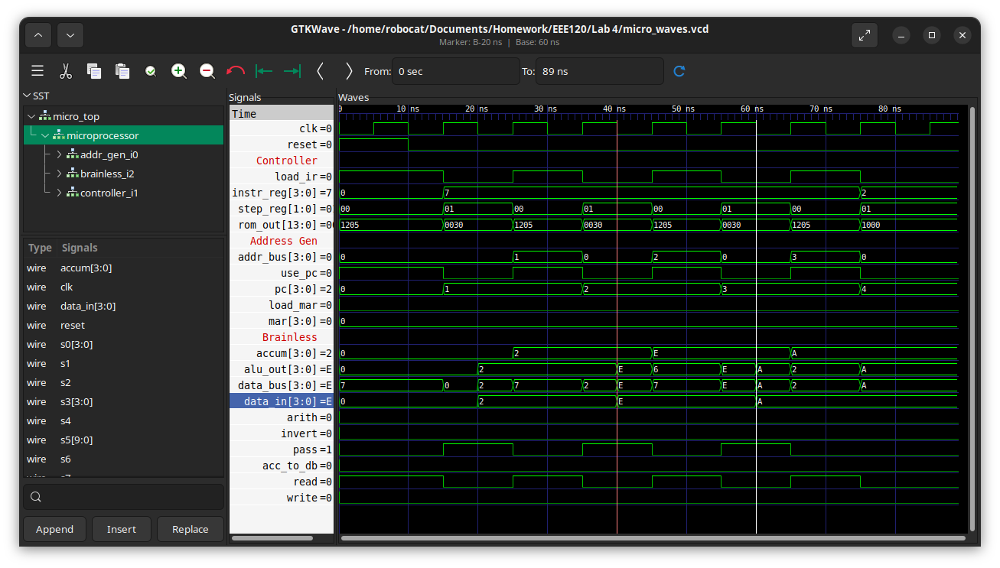 GTKWave - /home/robocat/Documents/Homework/EEE120/Lab 4/micro_waves.vcd
Marker: B-20 ns | Base: 60 ns
From: 0 sec To: 89 ns
SST
micro_top
microprocessor
addr_gen_i0
brainless_i2
controller_i1
Type Signals
wire accum[3:0]
wire clk
wire data_in[3:0]
wire reset
wire s0[3:0]
wire s1
wire s2
wire s3[3:0]
wire s4
wire s5[9:0]
wire s6
Append Insert Replace
Signals
Time
clk =0
reset =0
Controller
load_ir =0
instr_reg[3:0] =7
step_reg[1:0] =0
rom_out[13:0] =00
Address Gen
addr_bus[3:0] =0
use_pc =0
pc[3:0] =2
load_mar =0
mar[3:0] =0
Brainless
accum[3:0] =2
alu_out[3:0] =E
data_bus[3:0] =E
data_in[3:0] =E
arith =0
invert =0
pass =1
acc_to_db =0
read =0
write =0
Waves
0 10 ns 20 ns 30 ns 40 ns 50 ns 60 ns 70 ns 80 ns
0 7 2
00 01 00 01 00 01 00 01
1205 0030 1205 0030 1205 0030 1205 1000
0 1 0 2 0 3 0
0 1 2 3 4
0
0 2 E A
0 2 E 6 E A 2 A
7 0 2 7 2 E 7 E A 2 A
0 2 E A